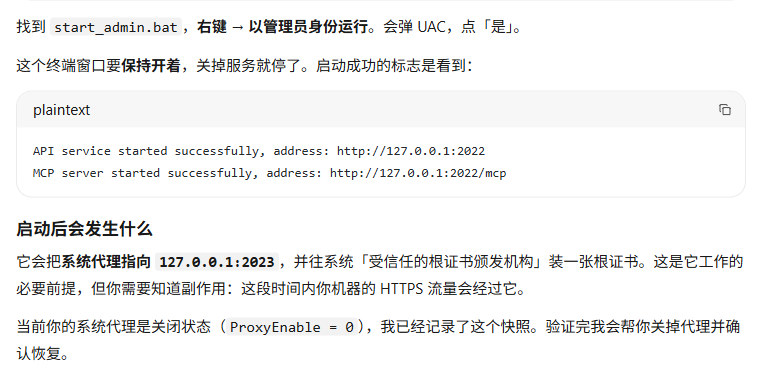 找到 start_admin.bat，右键 → 以管理员身份运行。会弹 UAC，点「是」。
这个终端窗口要保持开着，关掉服务就停了。启动成功的标志是看到：
plaintext
API service started successfully, address: http://127.0.0.1:2022
MCP server started successfully, address: http://127.0.0.1:2022/mcp
启动后会发生什么
它会把系统代理指向 127.0.0.1:2023，并往系统「受信任的根证书颁发机构」装一张根证书。这是它工作的
必要前提，但你需要知道副作用：这段时间内你机器的 HTTPS 流量会经过它。
当前你的系统代理是关闭状态（ProxyEnable = 0），我已经记录了这个快照。验证完我会帮你关掉代理并确
认恢复。